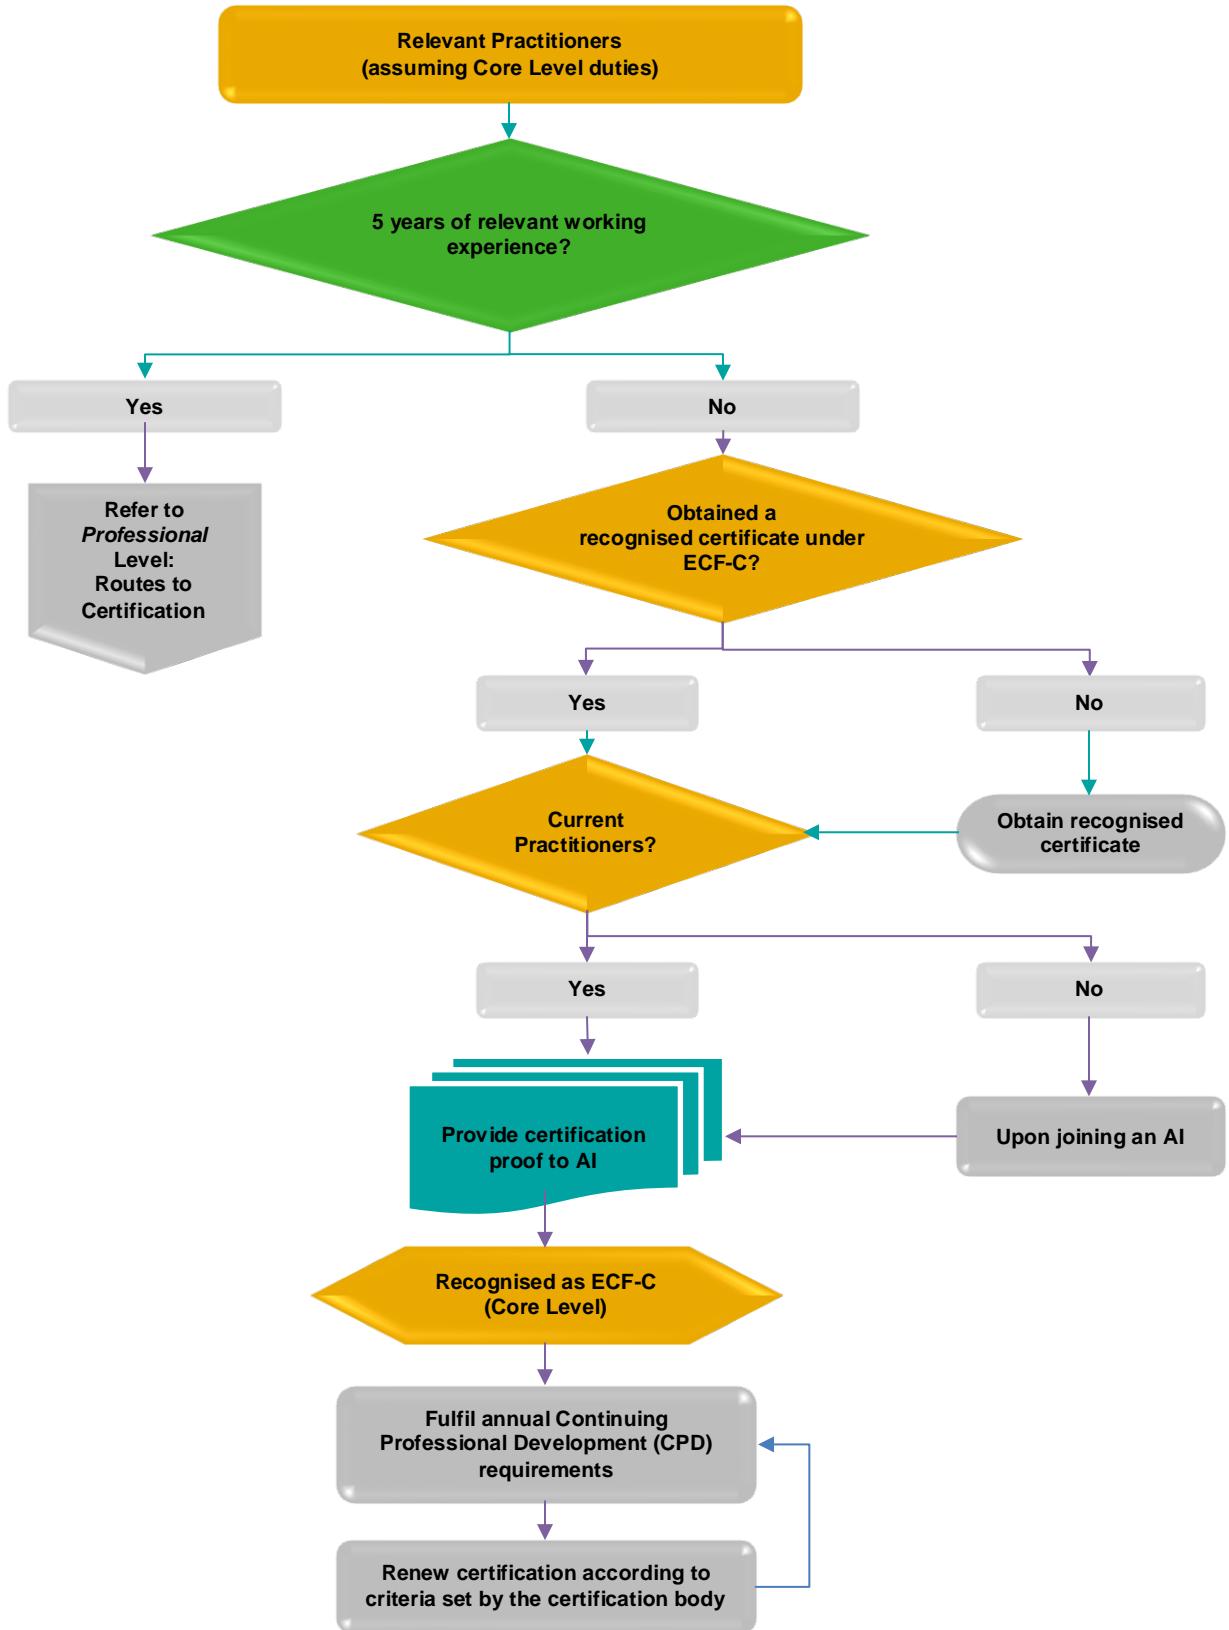 Relevant Practitioners
(assuming Core Level duties)
5 years of relevant working
experience?
Yes
No
Refer to
Professional
Level:
Routes to
Certification
Obtained a
recognised certificate under
ECF-C?
Yes
No
Current
Practitioners?
Obtain recognised
certificate
Yes
No
Provide certification
proof to AI
Upon joining an AI
Recognised as ECF-C
(Core Level)
Fulfil annual Continuing
Professional Development (CPD)
requirements
Renew certification according to
criteria set by the certification body